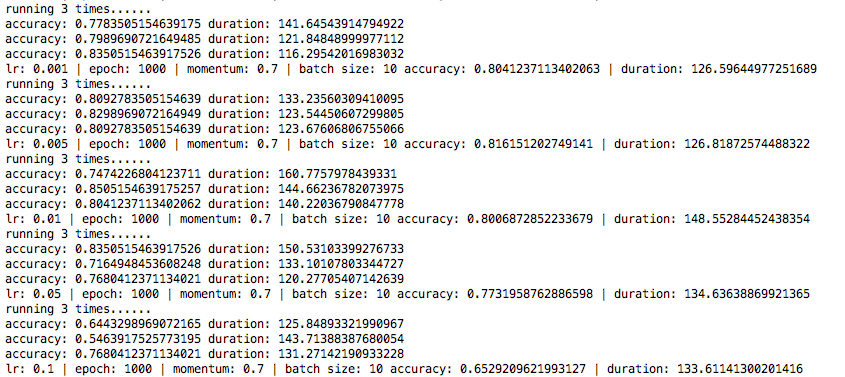 running 3 times......
accuracy: 0.7783505154639175 duration: 141.64543914794922
accuracy: 0.7989690721649485 duration: 121.84848999977112
accuracy: 0.8350515463917526 duration: 116.29542016983032
lr: 0.001 | epoch: 1000 | momentum: 0.7 | batch size: 10 accuracy: 0.8041237113402063 | duration: 126.59644977251689
running 3 times......
accuracy: 0.8092783505154639 duration: 133.23560309410095
accuracy: 0.8298969072164949 duration: 123.54450607299805
accuracy: 0.8092783505154639 duration: 123.67606806755066
lr: 0.005 | epoch: 1000 | momentum: 0.7 | batch size: 10 accuracy: 0.816151202749141 | duration: 126.81872574488322
running 3 times......
accuracy: 0.7474226804123711 duration: 160.7757978439331
accuracy: 0.8505154639175257 duration: 144.66236782073975
accuracy: 0.8041237113402062 duration: 140.22036790847778
lr: 0.01 | epoch: 1000 | momentum: 0.7 | batch size: 10 accuracy: 0.8006872852233679 | duration: 148.55284452438354
running 3 times......
accuracy: 0.8350515463917526 duration: 150.53103399276733
accuracy: 0.7164948453608248 duration: 133.10107803344727
accuracy: 0.7680412371134021 duration: 120.27705407142639
lr: 0.05 | epoch: 1000 | momentum: 0.7 | batch size: 10 accuracy: 0.7731958762886598 | duration: 134.63638869921365
running 3 times......
accuracy: 0.6443298969072165 duration: 125.84893321990967
accuracy: 0.5463917525773195 duration: 143.71388387680054
accuracy: 0.7680412371134021 duration: 131.27142190933228
lr: 0.1 | epoch: 1000 | momentum: 0.7 | batch size: 10 accuracy: 0.6529209621993127 | duration: 133.61141300201416